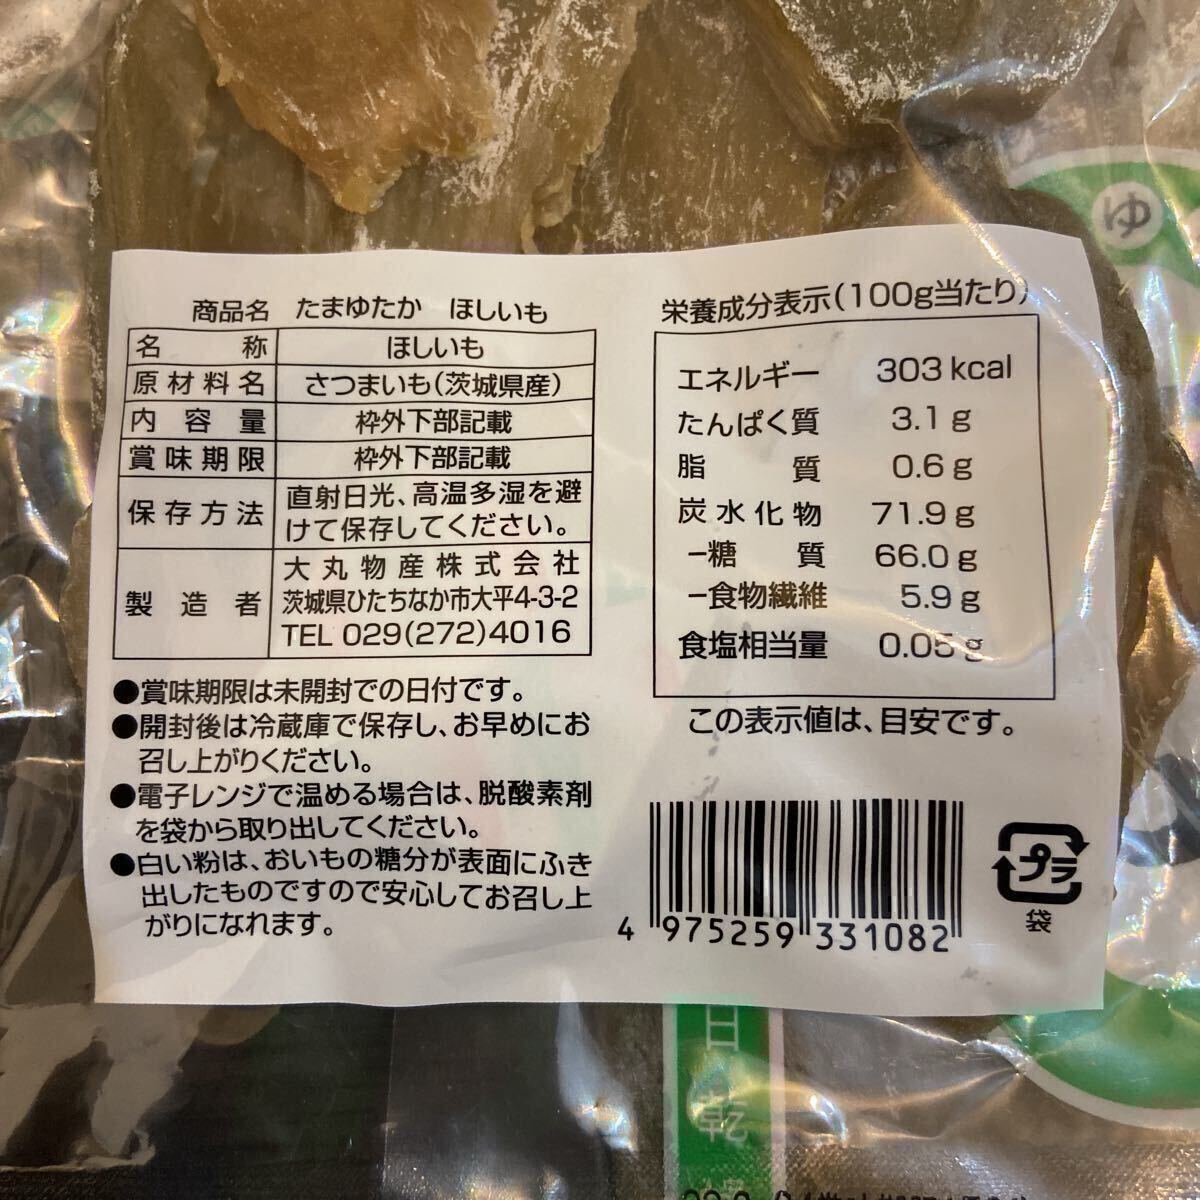 ゆ
商品名 たまゆたか ほしいも
名称 ほしいも
原材料名 さつまいも(茨城県産)
内容量 枠外下部記載
賞味期限 枠外下部記載
保存方法 直射日光、高温多湿を避
けて保存してください。
製造者 大丸物産株式会社
茨城県ひたちなか市大平4-3-2
TEL 029(272)4016
●賞味期限は未開封での日付です。
●開封後は冷蔵庫で保存し、お早めにお
召し上がりください。
●電子レンジで温める場合は、脱酸素剤
を袋から取り出してください。
●白い粉は、おいもの糖分が表面にふき
出したものですので安心してお召し上
がりになれます。
栄養成分表示(100g当たり)
エネルギー 303 kcal
たんぱく質 3.1 g
脂質 0.6 g
炭水化物 71.9 g
−糖質 66.0 g
−食物繊維 5.9 g
食塩相当量 0.05 g
この表示値は、目安です。
4 975259 331082
プラ
袋
日
乾